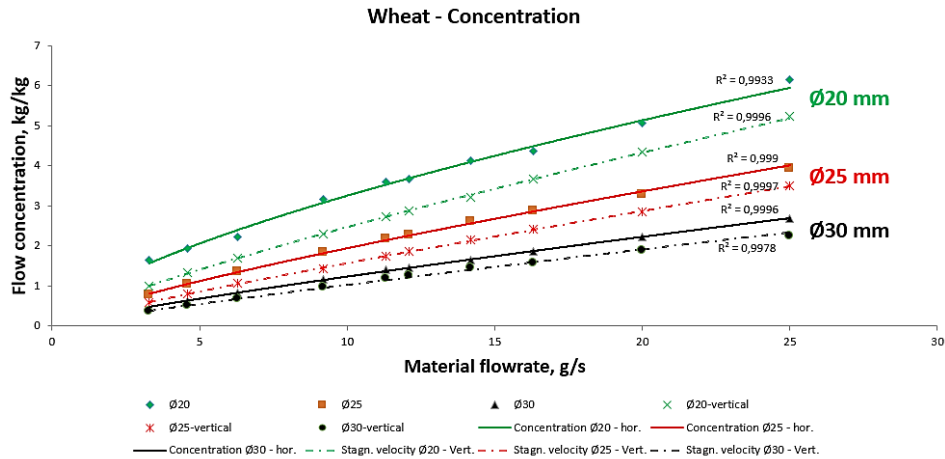 Wheat - Concentration
7
6
5
4
3
2
1
0
Flow concentration, kg/kg
R² = 0,9933
Ø20 mm
R² = 0,9996
R² = 0,999
Ø25 mm
R² = 0,9997
R² = 0,9996
Ø30 mm
R² = 0,9978
0 5 10 15 20 25 30
Material flowrate, g/s
Ø20 Ø25 Ø30 Ø20-vertical
Ø25-vertical Ø30-vertical Concentration Ø20 - hor. Concentration Ø25 - hor.
Concentration Ø30 - hor. Stagn. velocity Ø20 - Vert. Stagn. velocity Ø25 - Vert. Stagn. velocity Ø30 - Vert.